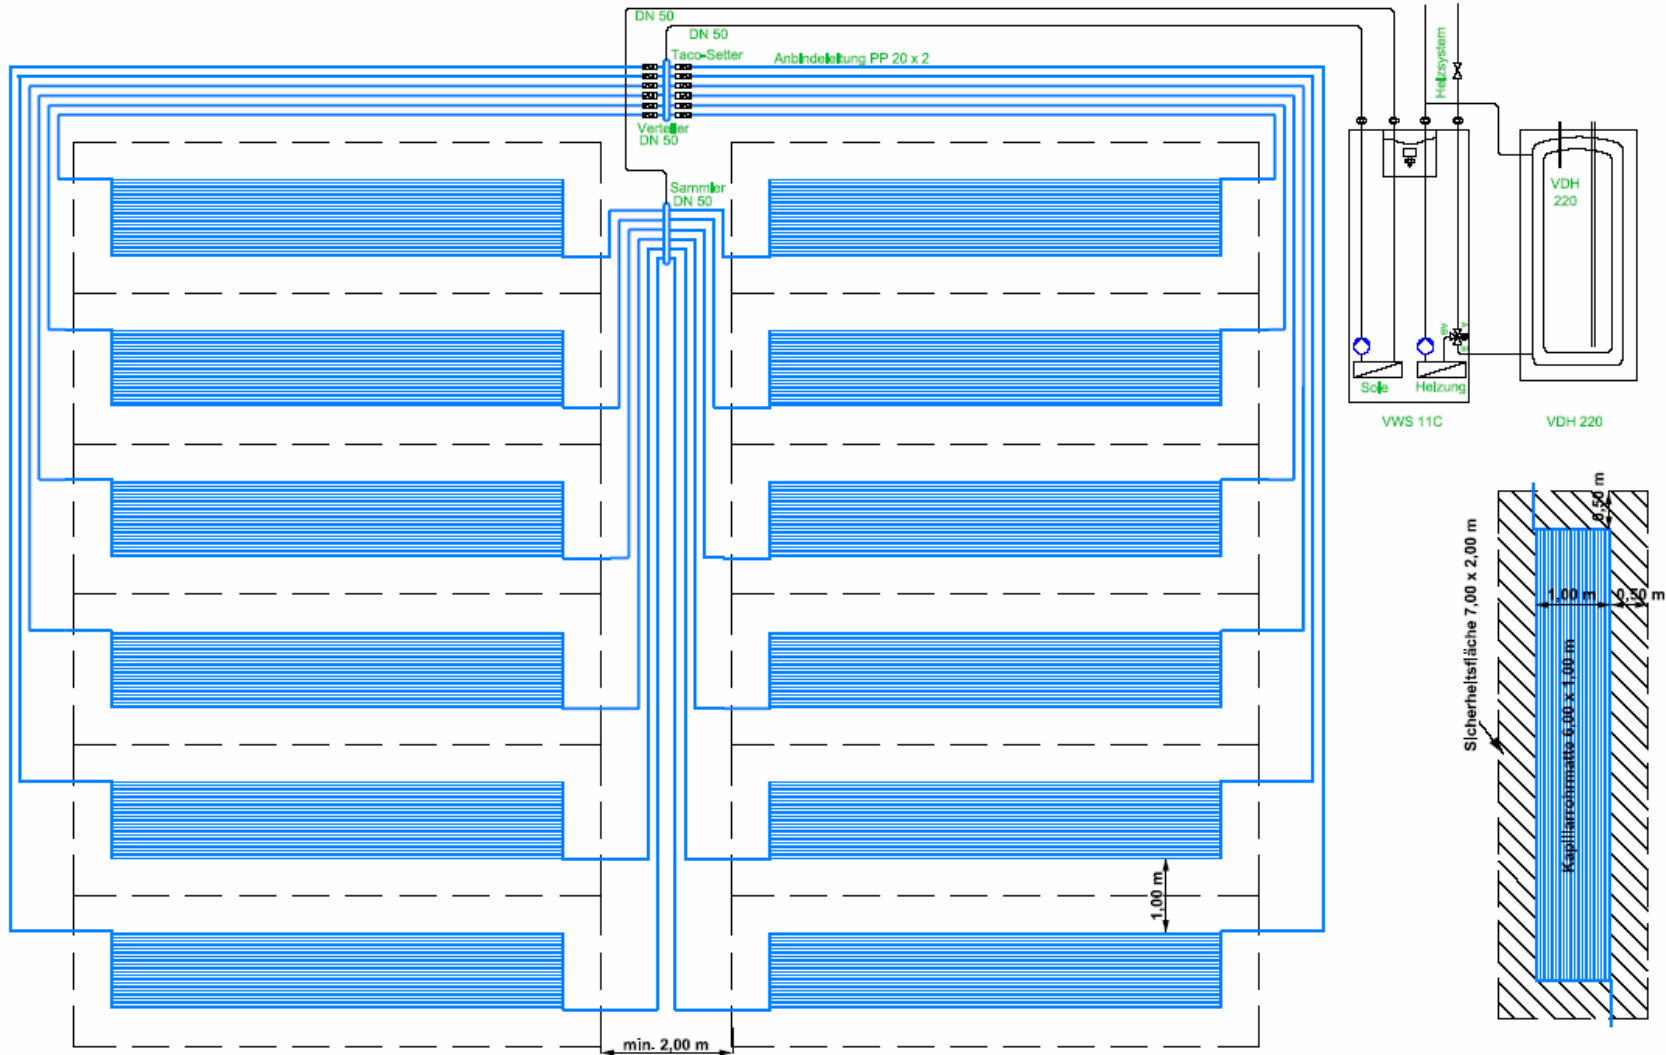 DN 50
DN 50
Taco-Setter
Anbindeleitung PP 20 x 2
Verteiler
DN 50
Sammler
DN 50
Heizsystem
VDH
220
AB
A
B
Sole
Heizung
VWS 11C
VDH 220
0,50 m
1,00 m
0,50 m
Sicherheitsfläche 7,00 x 2,00 m
Kapillarrohrmatte 6,00 x 1,00 m
1,00 m
min. 2,00 m